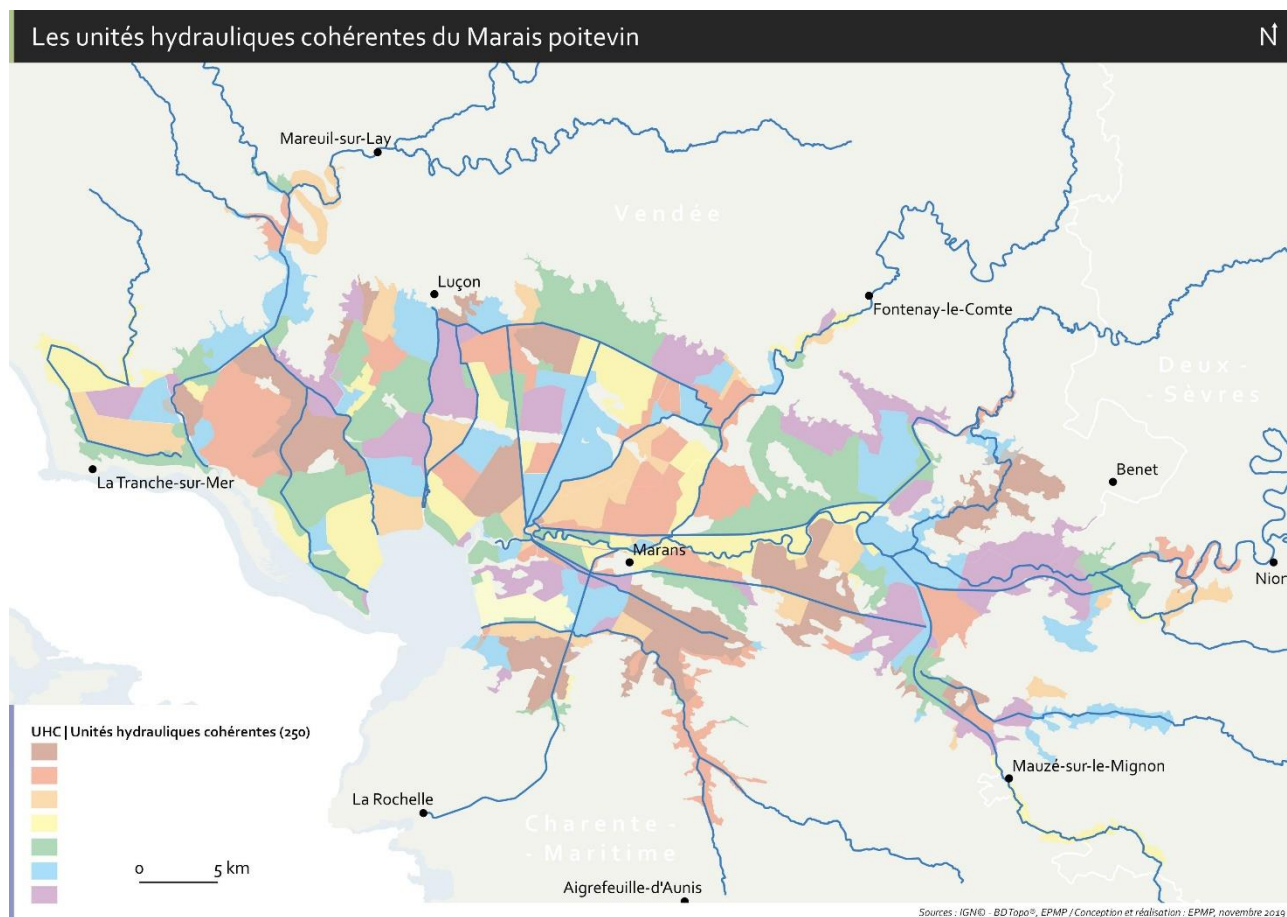 Les unités hydrauliques cohérentes du Marais poitevin
N
Mareuil-sur-Lay
Vendée
Luçon
Fontenay-le-Comte
Deux -
- Sèvres
La Tranche-sur-Mer
Benet
Marans
Niort
UHC | Unités hydrauliques cohérentes (250)
Mauzé-sur-le-Mignon
La Rochelle
Charente -
- Maritime
0 5 km
Aigrefeuille-d'Aunis
Sources : IGN© - BDTopo®, EPMP / Conception et réalisation : EPMP, novembre 2019